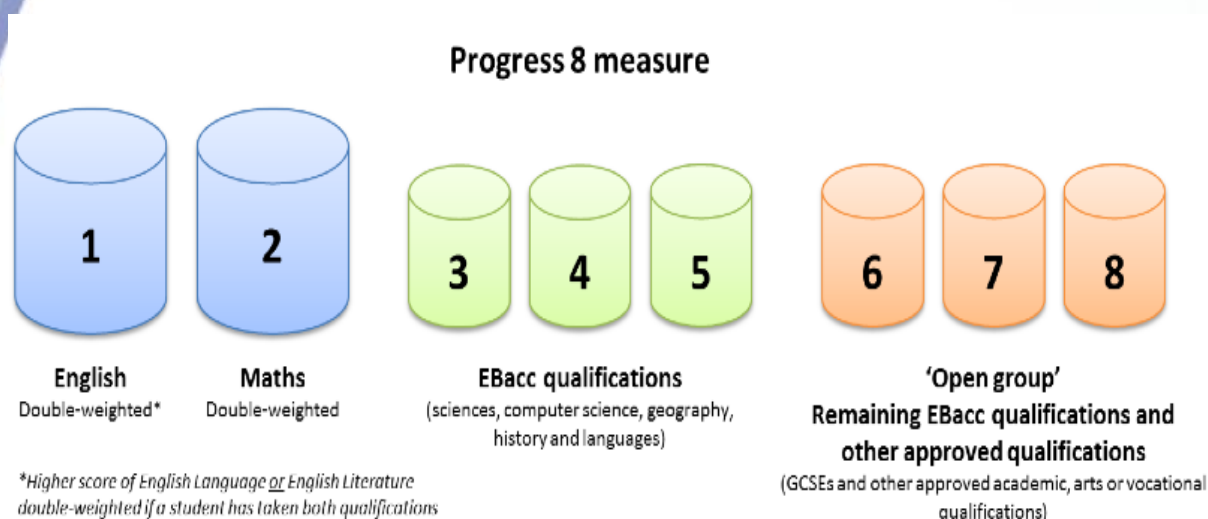 Progress 8 measure
1
2
3
4
5
6
7
8
English
Double-weighted*
Maths
Double-weighted
EBacc qualifications
(sciences, computer science, geography,
history and languages)
‘Open group’
Remaining EBacc qualifications and
other approved qualifications
(GCSEs and other approved academic, arts or vocational
qualifications)
*Higher score of English Language or English Literature
double-weighted if a student has taken both qualifications